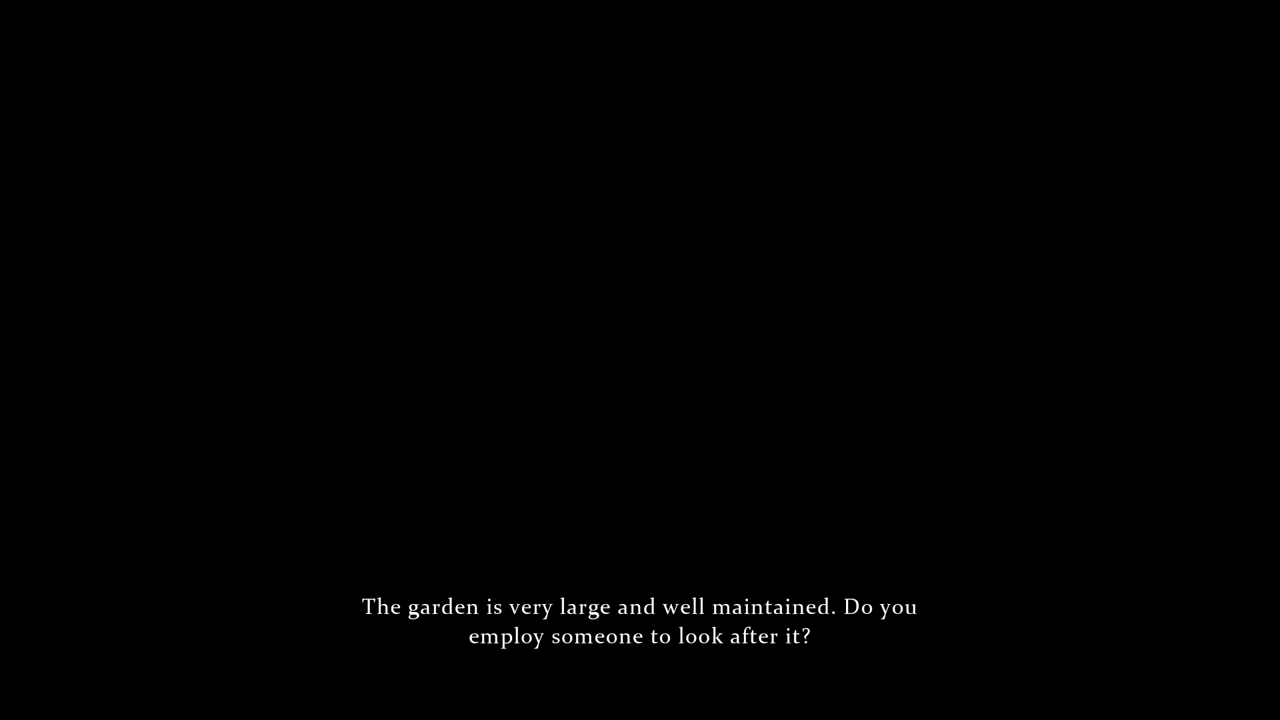 The garden is very large and well maintained. Do you
employ someone to look after it?